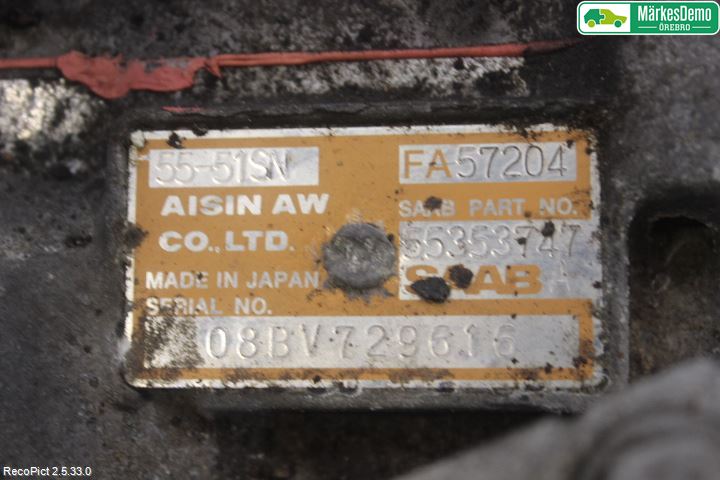 MärkesDemo
ÖREBRO
55-51SN FA57204
AISIN AW SAAB PART NO.
CO.,LTD. 55353747
MADE IN JAPAN SAAB A
SERIAL NO.
08BV729616
RecoPict 2.5.33.0